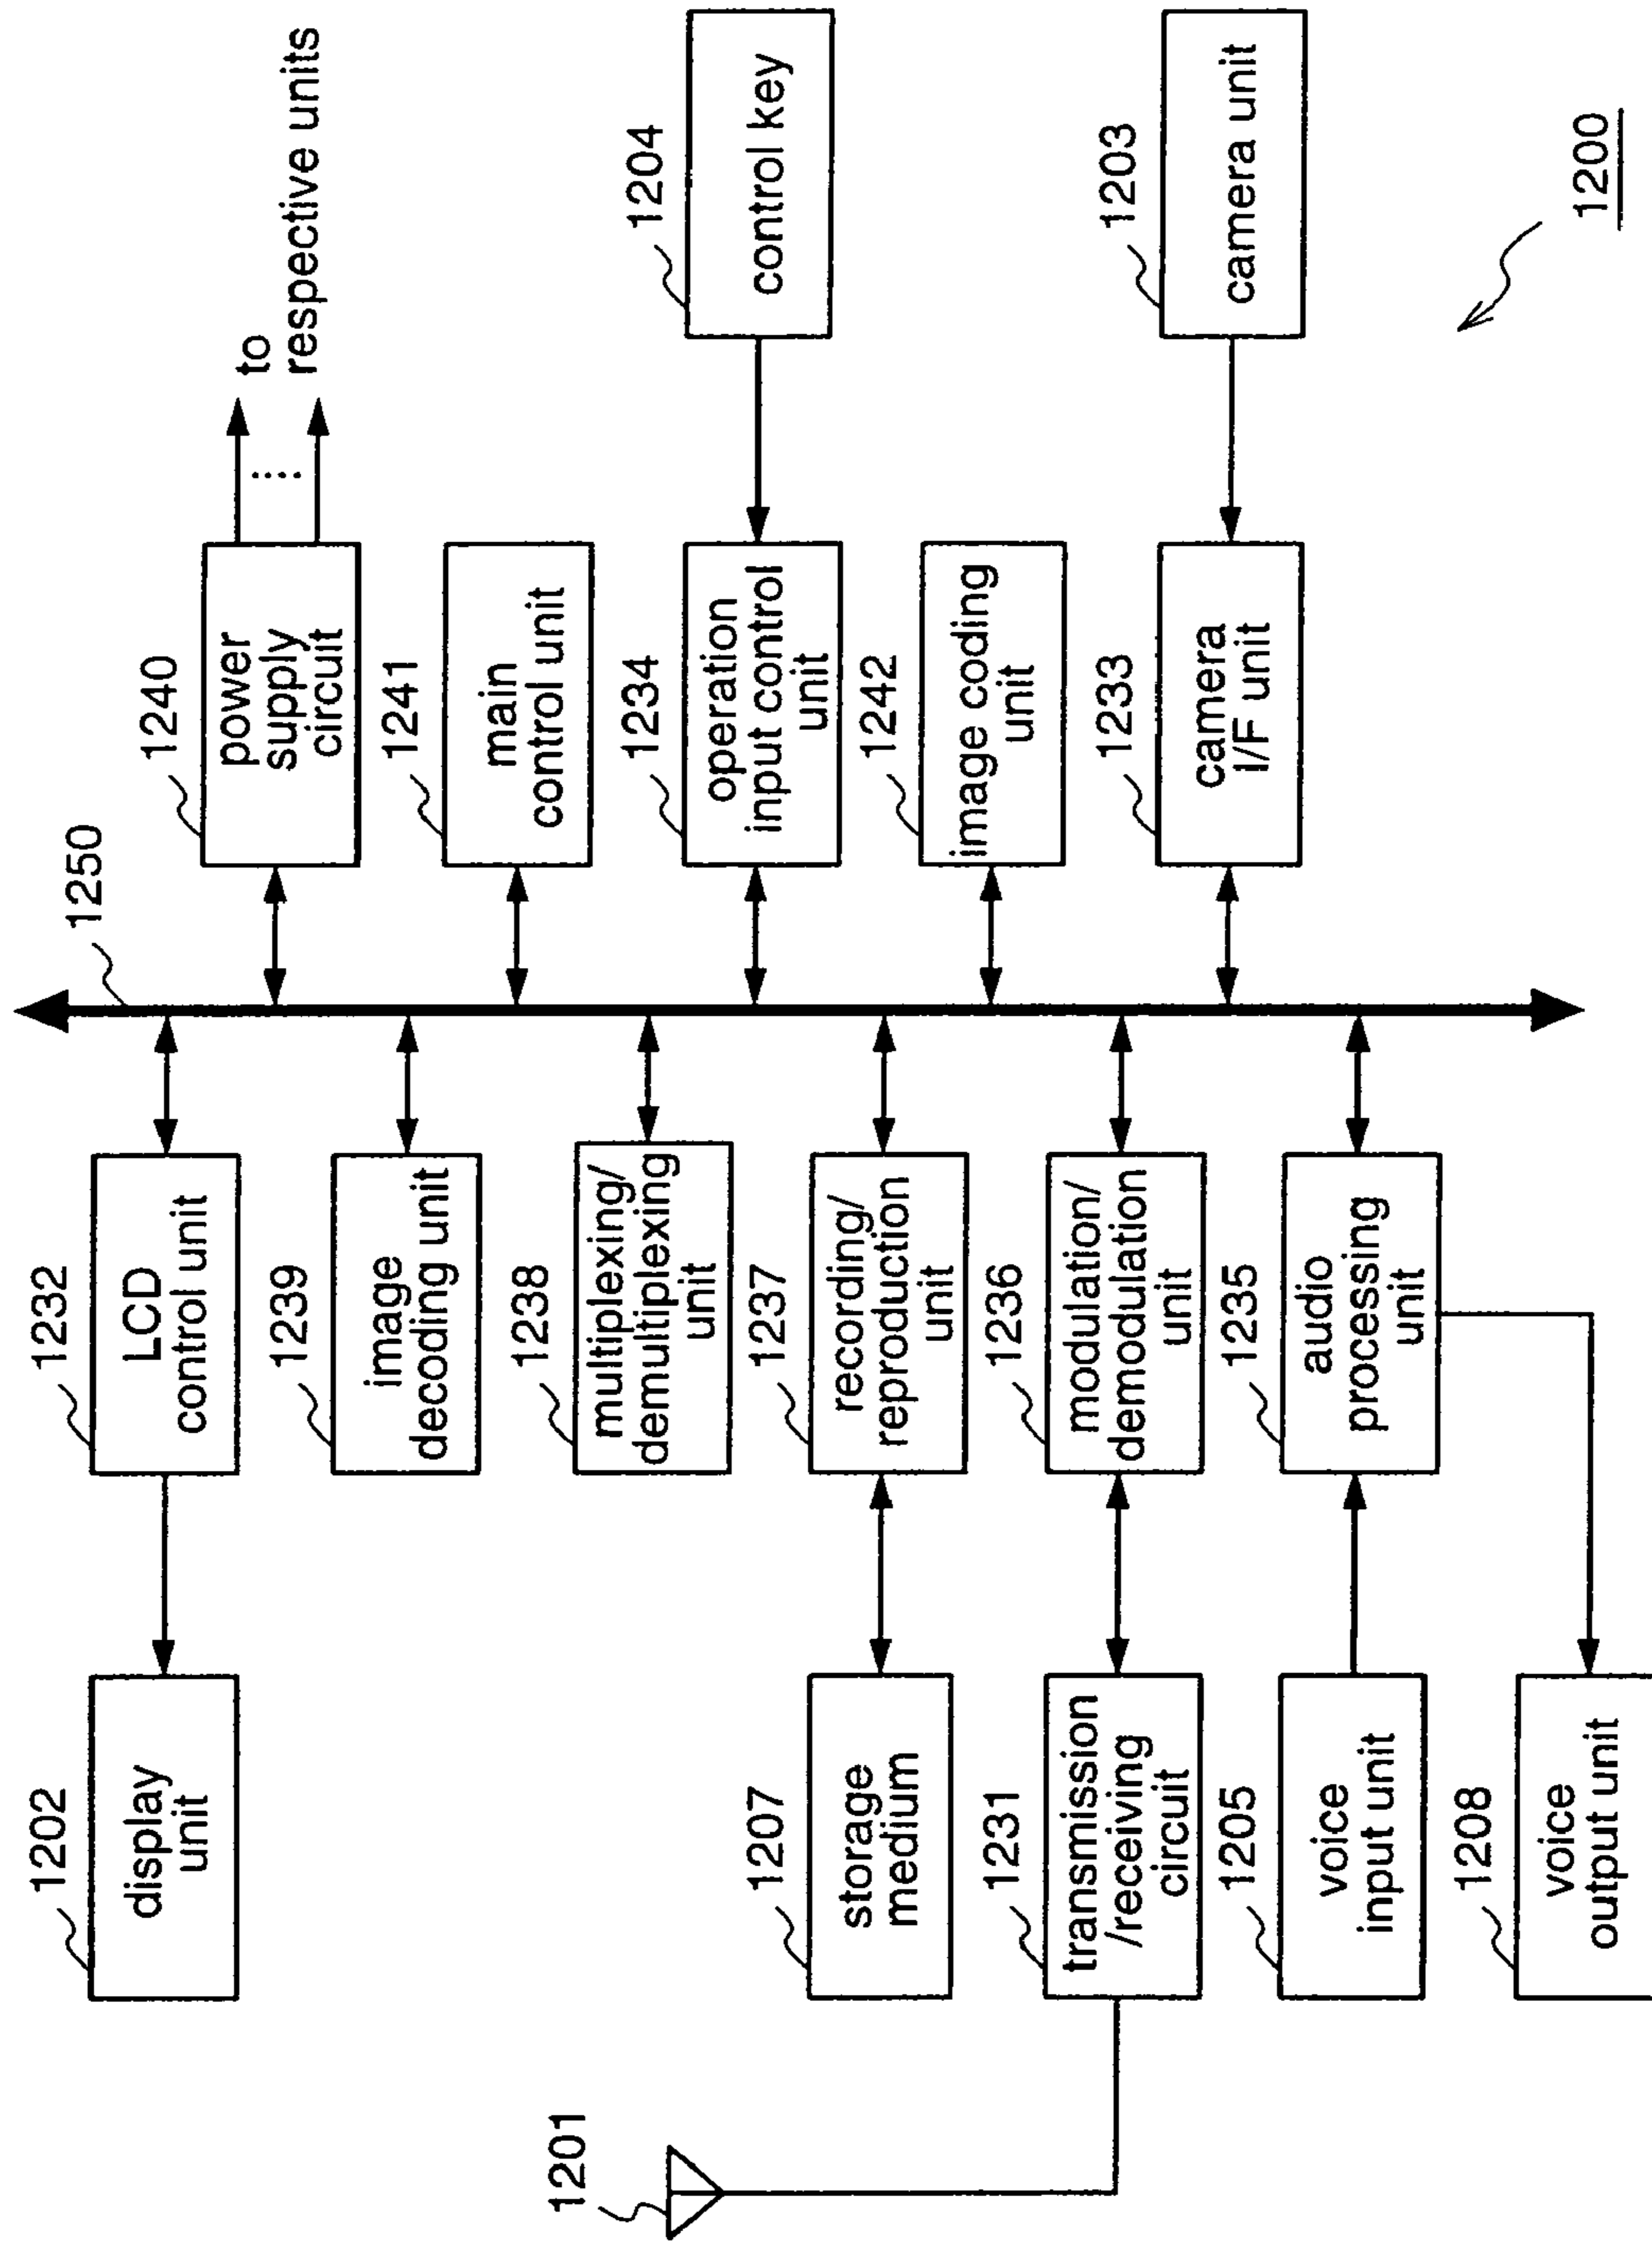 1250
1202
display
unit
1232
LCD
control unit
1240
power
supply
circuit
to
respective units
1239
image
decoding unit
1241
main
control unit
1201
1238
multiplexing/
demultiplexing
unit
1234
operation
input control
unit
1204
control key
1207
storage
medium
1237
recording/
reproduction
unit
1242
image coding
unit
1231
transmission
/receiving
circuit
1236
modulation/
demodulation
unit
1233
camera
I/F unit
1203
camera unit
1205
voice
input unit
1235
audio
processing
unit
1208
voice
output unit
1200